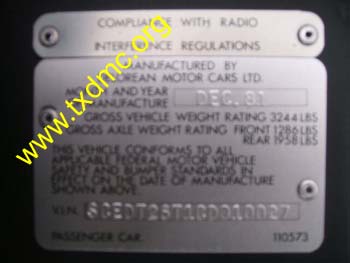 COMPLIANCE WITH RADIO
INTERFERENCE REGULATIONS
MANUFACTURED BY
DELOREAN MOTOR CARS LTD.
MONTH AND YEAR
OF MANUFACTURE DEC.81
GROSS VEHICLE WEIGHT RATING 3244 LBS
GROSS AXLE WEIGHT RATING FRONT 1286 LBS
REAR 1958 LBS
THIS VEHICLE CONFORMS TO ALL
APPLICABLE FEDERAL MOTOR VEHICLE
SAFETY AND BUMPER STANDARDS IN
EFFECT ON THE DATE OF MANUFACTURE
SHOWN ABOVE.
V.I.N. SCEDT26T1CD010027
PASSENGER CAR. 110573
www.txdmc.org